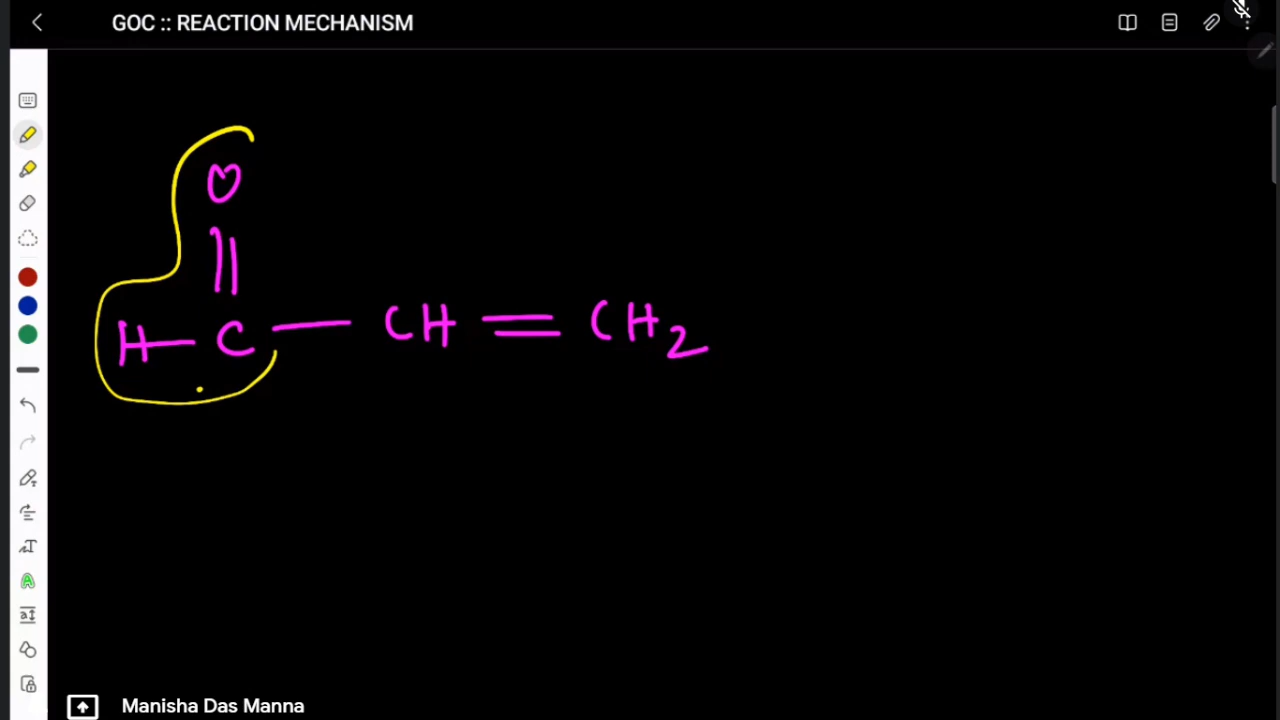 GOC :: REACTION MECHANISM
O
||
H — C — CH = CH2
Manisha Das Manna